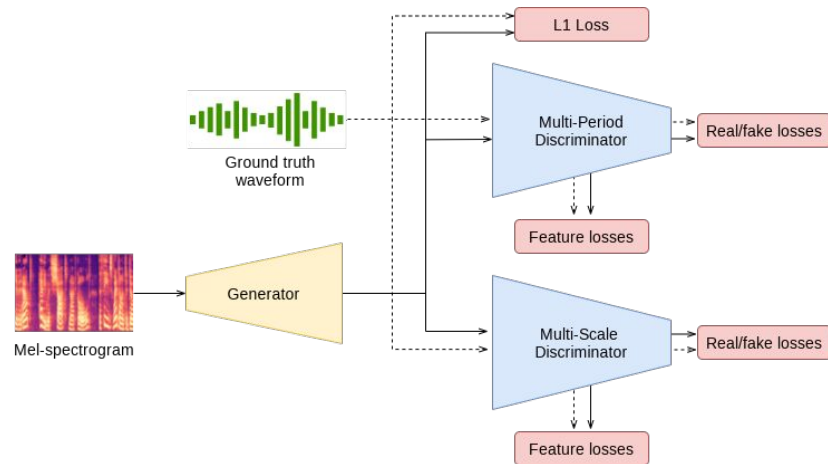 L1 Loss
Multi-Period
Discriminator
Real/fake losses
Ground truth
waveform
Feature losses
Generator
Mel-spectrogram
Multi-Scale
Discriminator
Real/fake losses
Feature losses